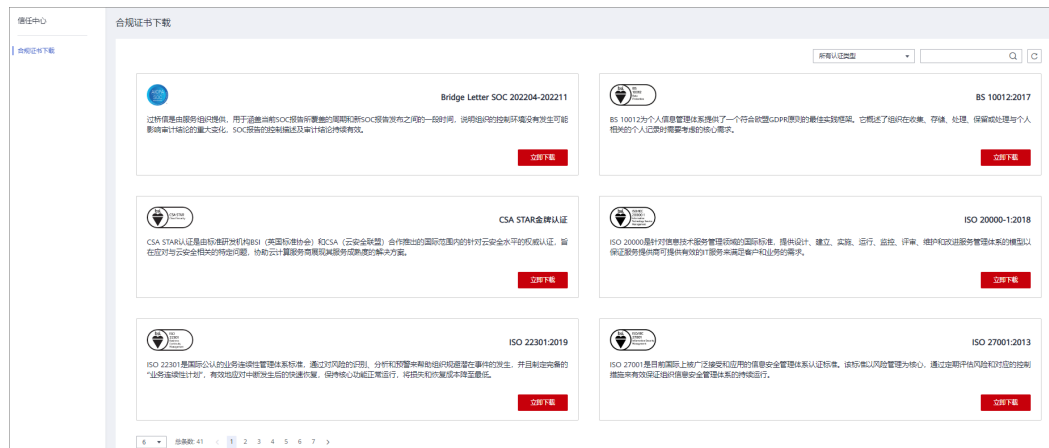 信任中心
合规证书下载
合规证书下载
所有认证类型
Bridge Letter SOC 202204-202211
过桥信是由服务组织提供，用于涵盖当前SOC报告所覆盖的周期和新SOC报告发布之间的一段时间，说明组织的控制环境没有发生可能
影响审计结论的重大变化，SOC报告的控制描述及审计结论持续有效。
立即下载
BS 10012:2017
BS 10012为个人信息管理体系提供了一个符合欧盟GDPR原则的最佳实践框架。它概述了组织在收集、存储、处理、保留或处理与个人
相关的个人记录时需要考虑的核心需求。
立即下载
CSA STAR金牌认证
CSA STAR认证是由标准研发机构BSI（英国标准协会）和CSA（云安全联盟）合作推出的国际范围内的针对云安全水平的权威认证，旨
在应对与云安全相关的特定问题，协助云计算服务商展现其服务成熟度的解决方案。
立即下载
ISO 20000-1:2018
ISO 20000是针对信息技术服务管理领域的国际标准，提供设计、建立、实施、运行、监控、评审、维护和改进服务管理体系的模型以
保证服务提供商可提供有效的IT服务来满足客户和业务的需求。
立即下载
ISO 22301:2019
ISO 22301是国际公认的业务连续性管理体系标准，通过对风险的识别、分析和预警来帮助组织规避潜在事件的发生，并且制定完备的
“业务连续性计划”，有效地应对中断发生后的快速恢复，保持核心功能正常运行，将损失和恢复成本降至最低。
立即下载
ISO 27001:2013
ISO 27001是目前国际上被广泛接受和应用的信息安全管理体系认证标准。该标准以风险管理为核心，通过定期评估风险和对应的控制
措施来有效保证组织信息安全管理体系的持续运行。
立即下载
6 总条数: 41 < 1 2 3 4 5 6 7 >